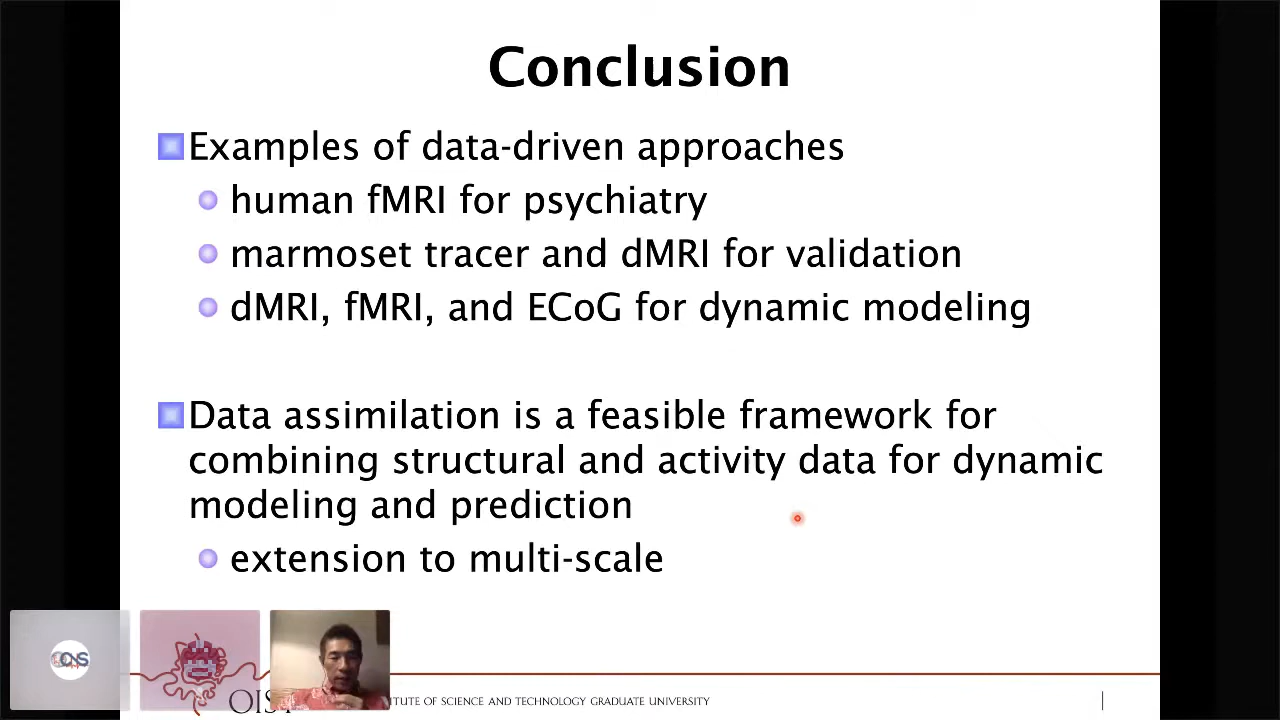 Conclusion
Examples of data-driven approaches
human fMRI for psychiatry
marmoset tracer and dMRI for validation
dMRI, fMRI, and ECoG for dynamic modeling
Data assimilation is a feasible framework for
combining structural and activity data for dynamic
modeling and prediction
extension to multi-scale
OF SCIENCE AND TECHNOLOGY GRADUATE UNIVERSITY